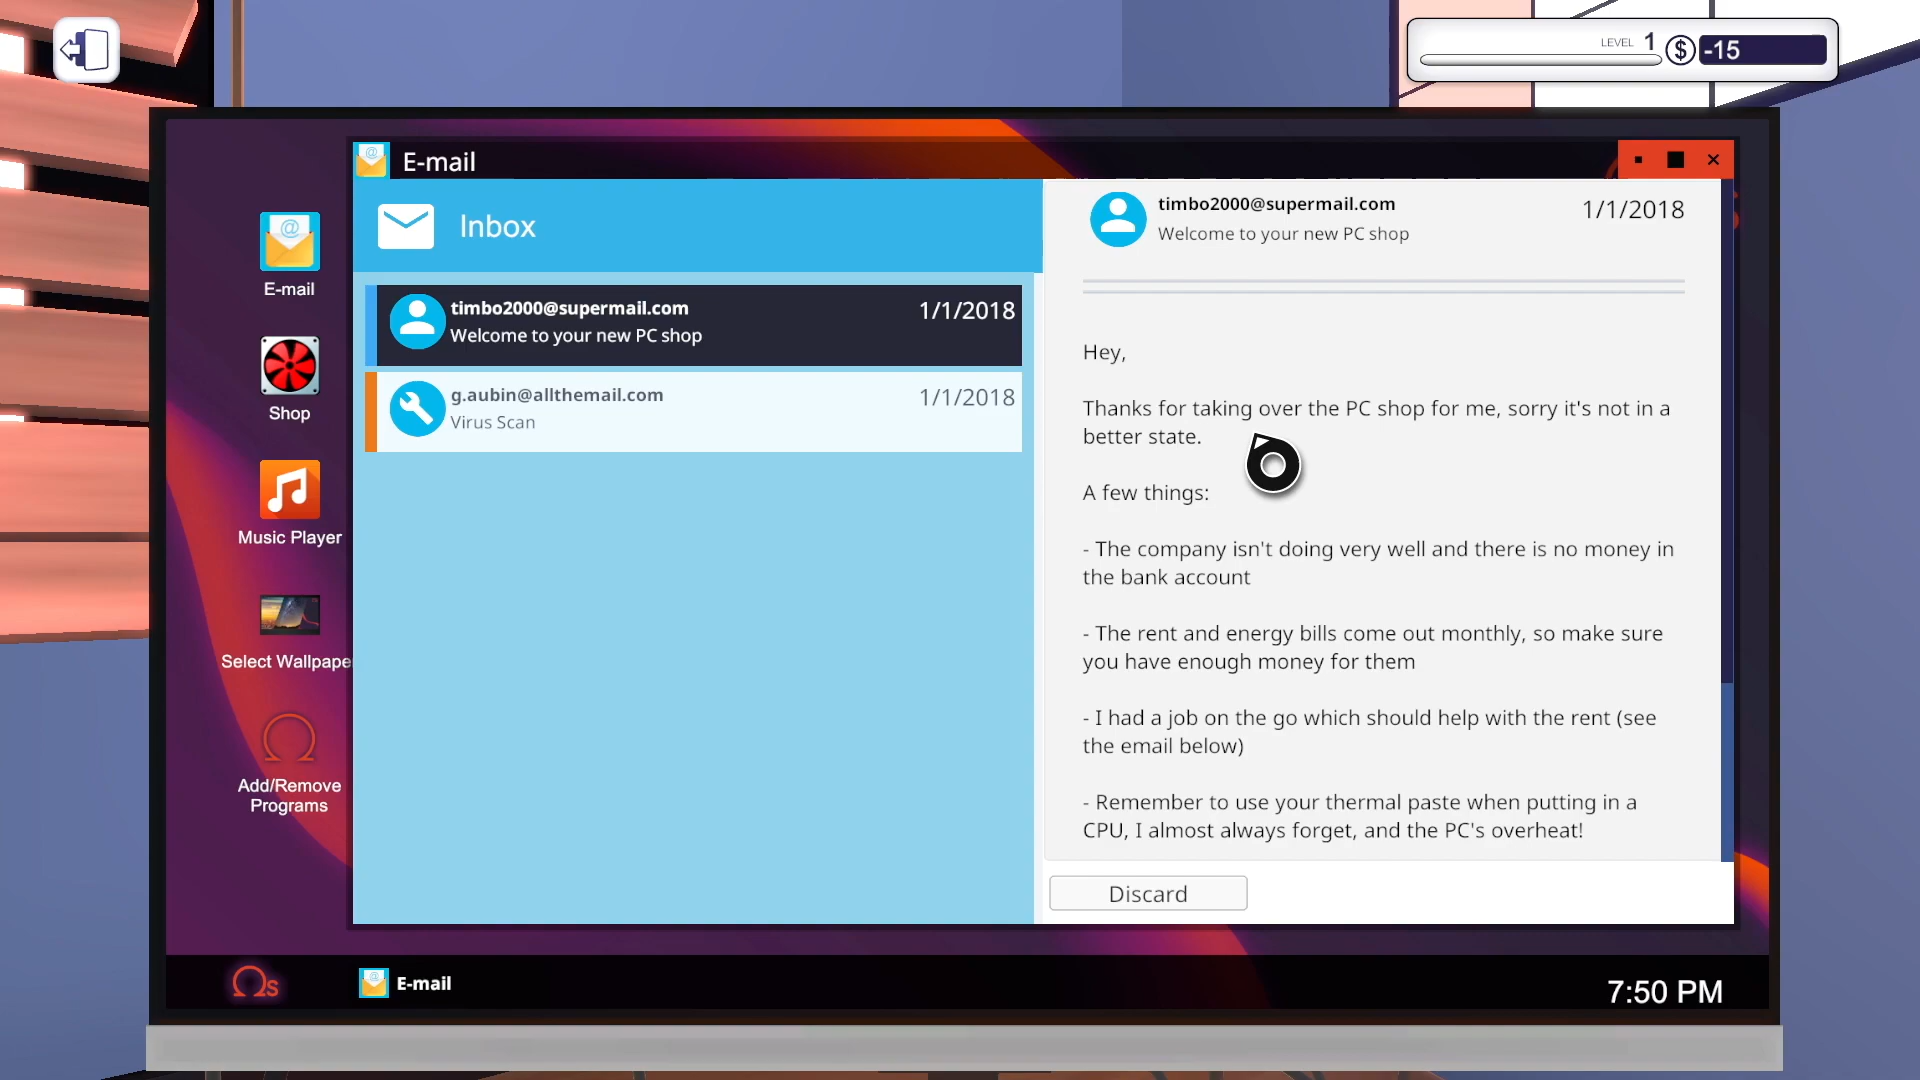 LEVEL 1 $ -15
E-mail
Inbox
timbo2000@supermail.com 1/1/2018
Welcome to your new PC shop
g.aubin@allthemail.com 1/1/2018
Virus Scan
timbo2000@supermail.com 1/1/2018
Welcome to your new PC shop
Hey,
Thanks for taking over the PC shop for me, sorry it's not in a
better state.
A few things:
- The company isn't doing very well and there is no money in
the bank account
- The rent and energy bills come out monthly, so make sure
you have enough money for them
- I had a job on the go which should help with the rent (see
the email below)
- Remember to use your thermal paste when putting in a
CPU, I almost always forget, and the PC's overheat!
Discard
E-mail
Shop
Music Player
Select Wallpape
Add/Remove
Programs
Ωs
E-mail
7:50 PM